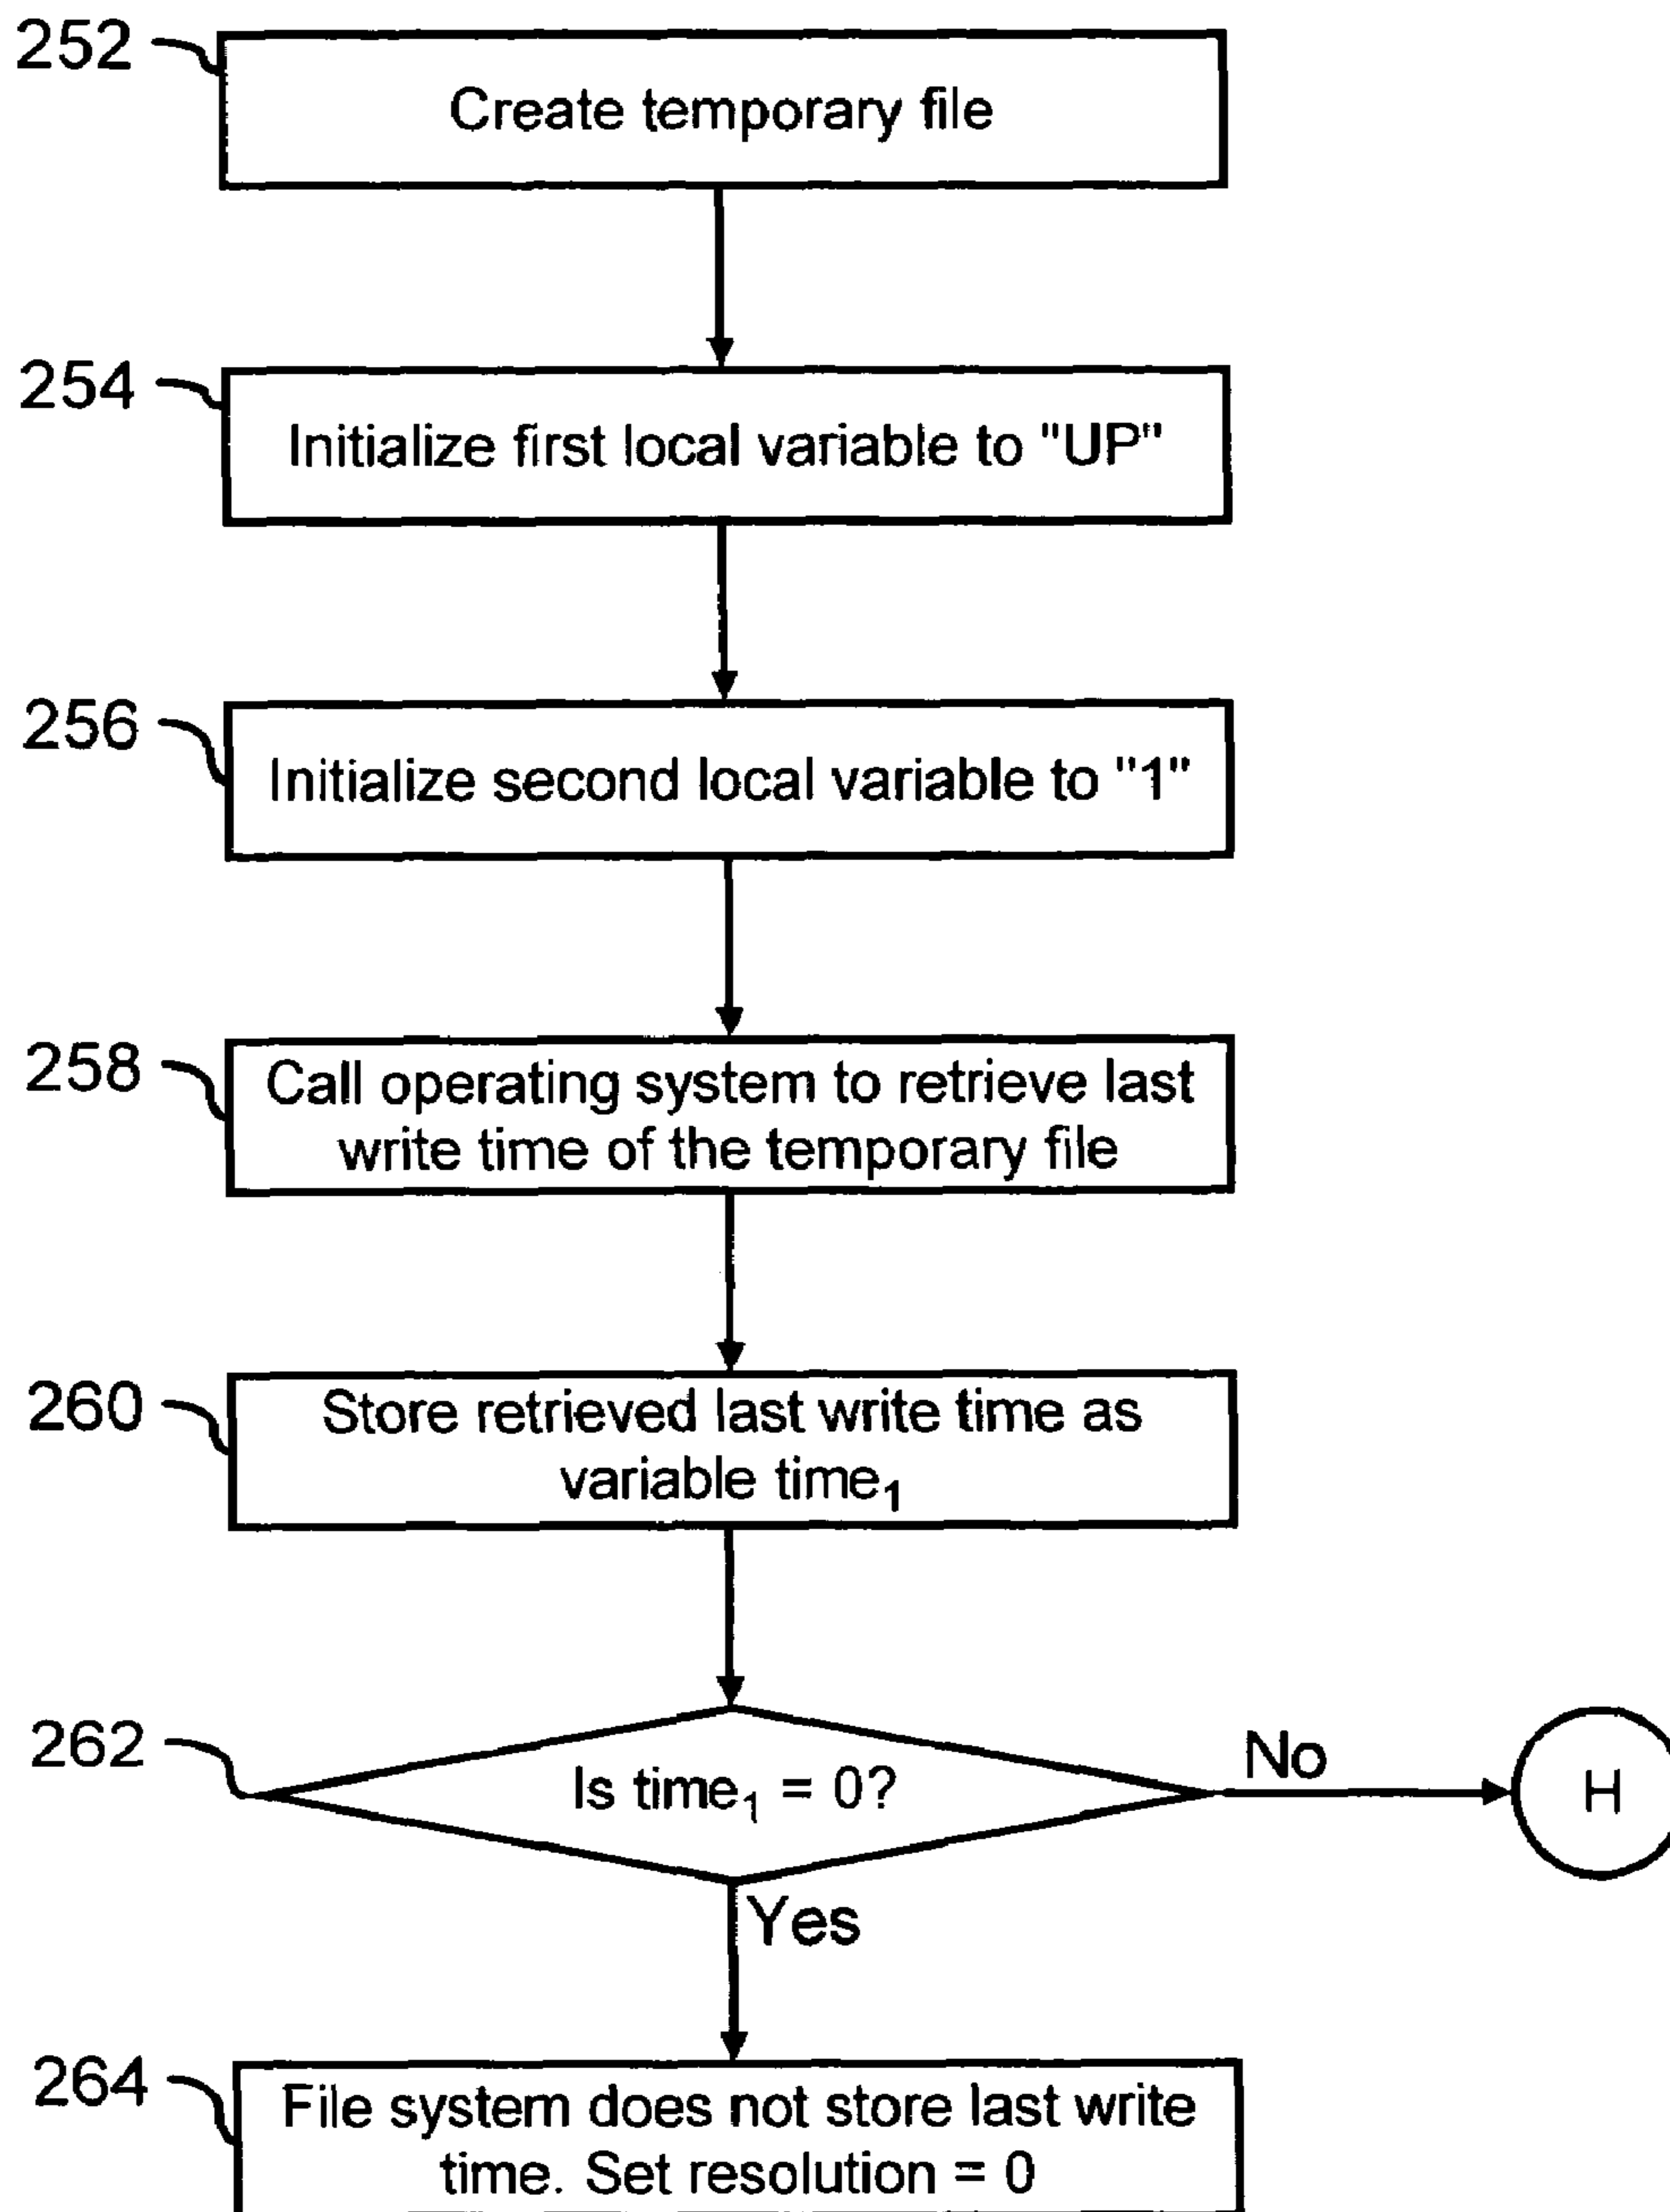 252
Create temporary file
254
Initialize first local variable to "UP"
256
Initialize second local variable to "1"
258
Call operating system to retrieve last
write time of the temporary file
260
Store retrieved last write time as
variable time₁
262
Is time₁ = 0?
No
H
Yes
264
File system does not store last write
time. Set resolution = 0